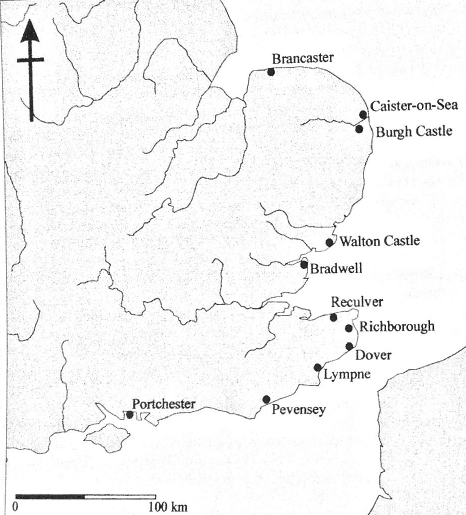 Brancaster
Caister-on-Sea
Burgh Castle
Walton Castle
Bradwell
Reculver
Richborough
Dover
Lympne
Portchester
Pevensey
0 100 km